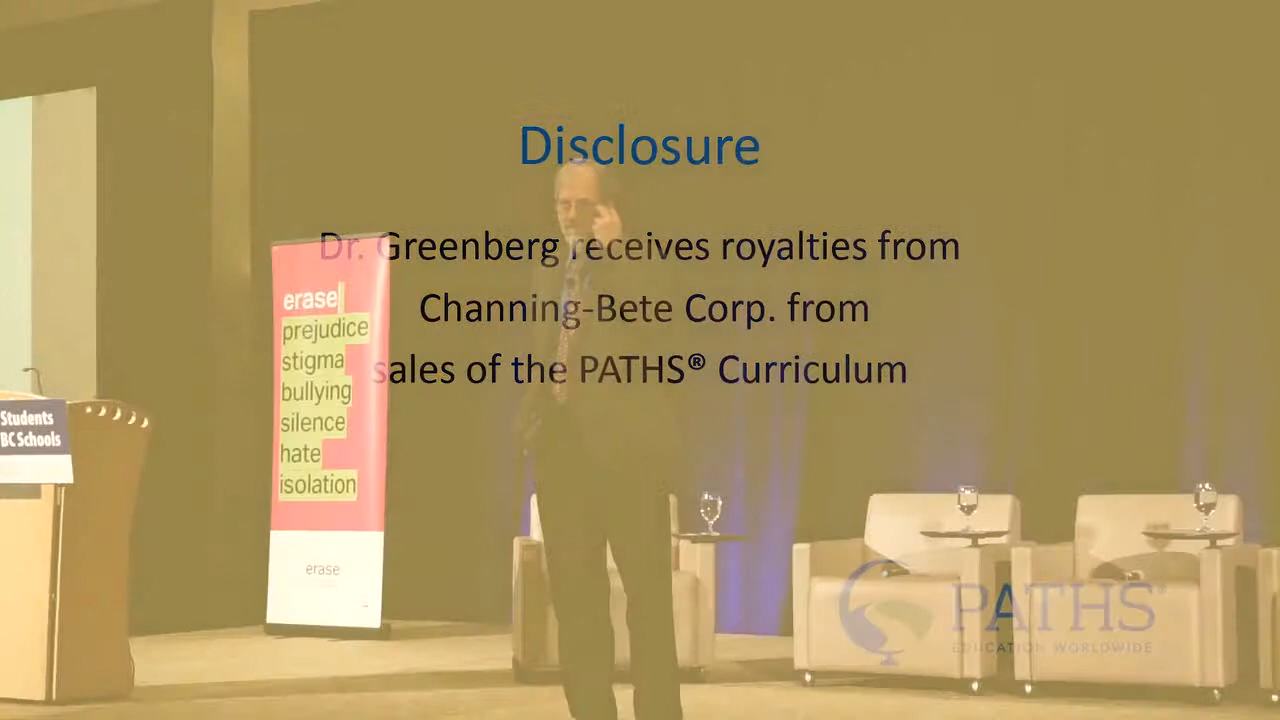 Disclosure
Dr. Greenberg receives royalties from
Channing-Bete Corp. from
sales of the PATHS® Curriculum
erase
prejudice
stigma
bullying
silence
hate
isolation
erase
Students
BC Schools
PATHS®
EDUCATION WORLDWIDE